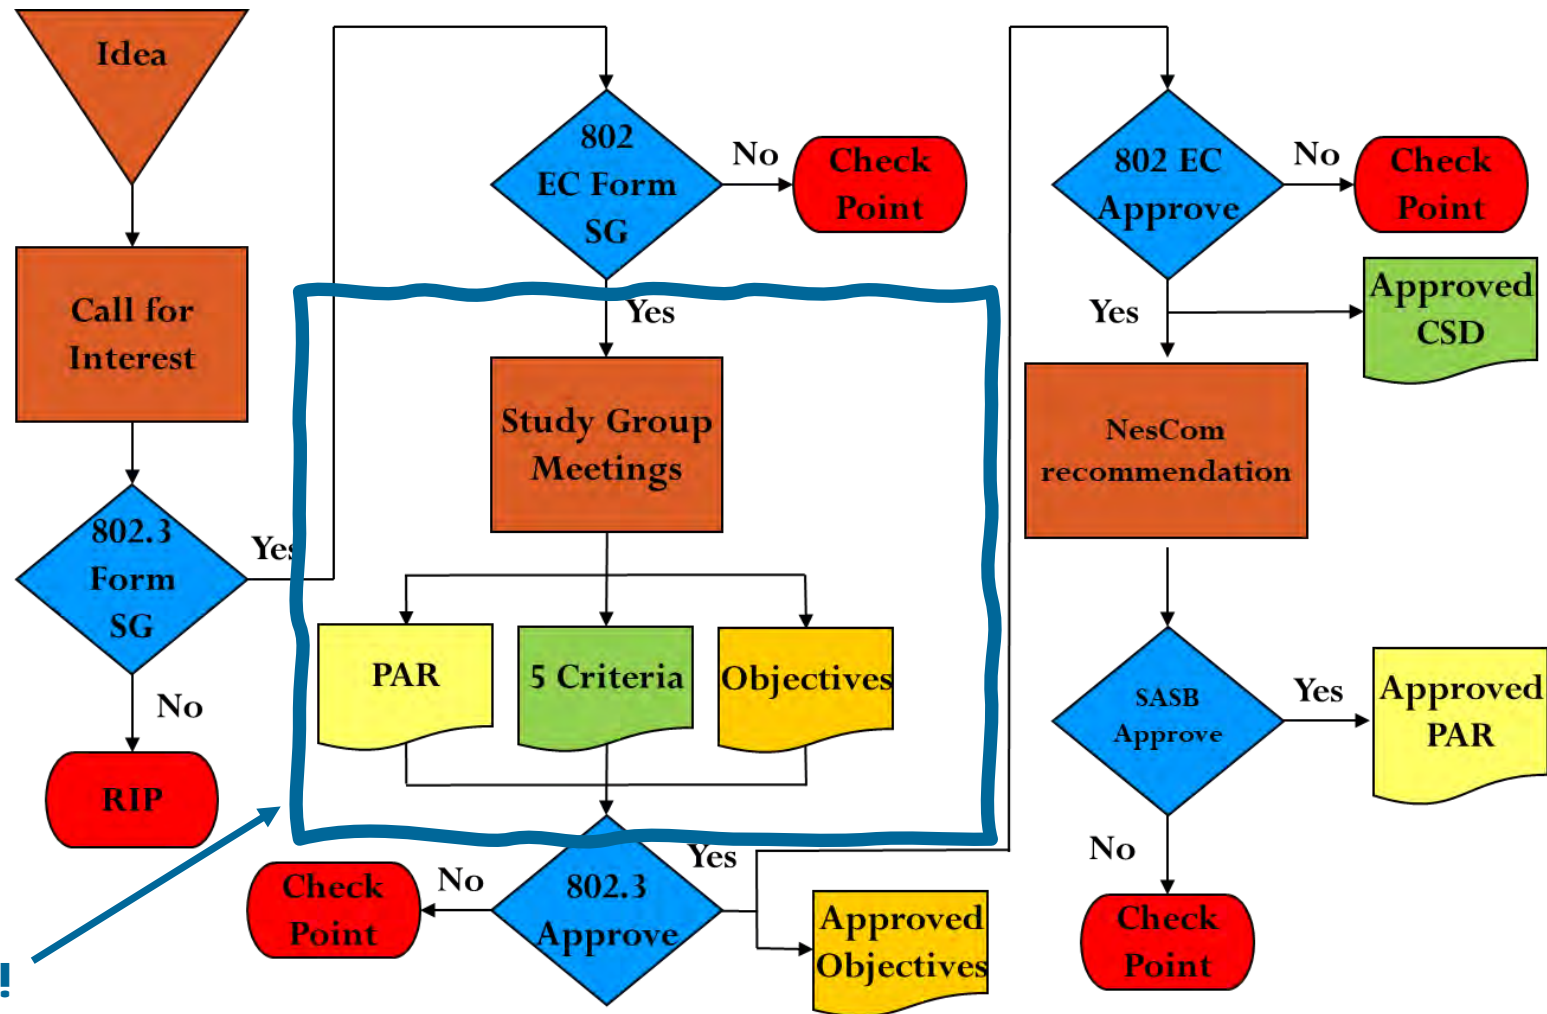 Idea
Call for
Interest
802.3
Form
SG
Yes
No
RIP
802
EC Form
SG
No
Check
Point
Yes
Study Group
Meetings
PAR
5 Criteria
Objectives
802.3
Approve
No
Check
Point
Yes
Approved
Objectives
802 EC
Approve
No
Check
Point
Yes
Approved
CSD
NesCom
recommendation
SASB
Approve
Yes
Approved
PAR
No
Check
Point
!